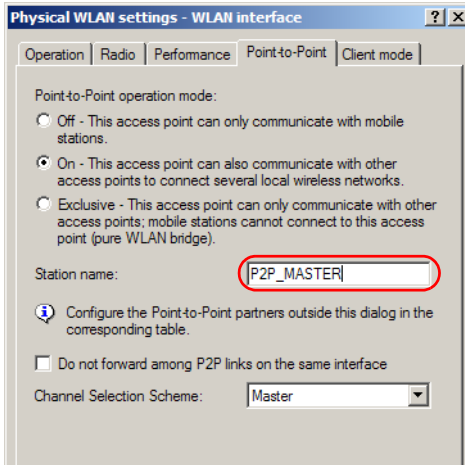 Physical WLAN settings - WLAN interface
Operation Radio Performance Point-to-Point Client mode
Point-to-Point operation mode:
Off - This access point can only communicate with mobile
stations.
On - This access point can also communicate with other
access points to connect several local wireless networks.
Exclusive - This access point can only communicate with other
access points; mobile stations cannot connect to this access
point (pure WLAN bridge).
Station name: P2P_MASTER
Configure the Point-to-Point partners outside this dialog in the
corresponding table.
Do not forward among P2P links on the same interface
Channel Selection Scheme: Master